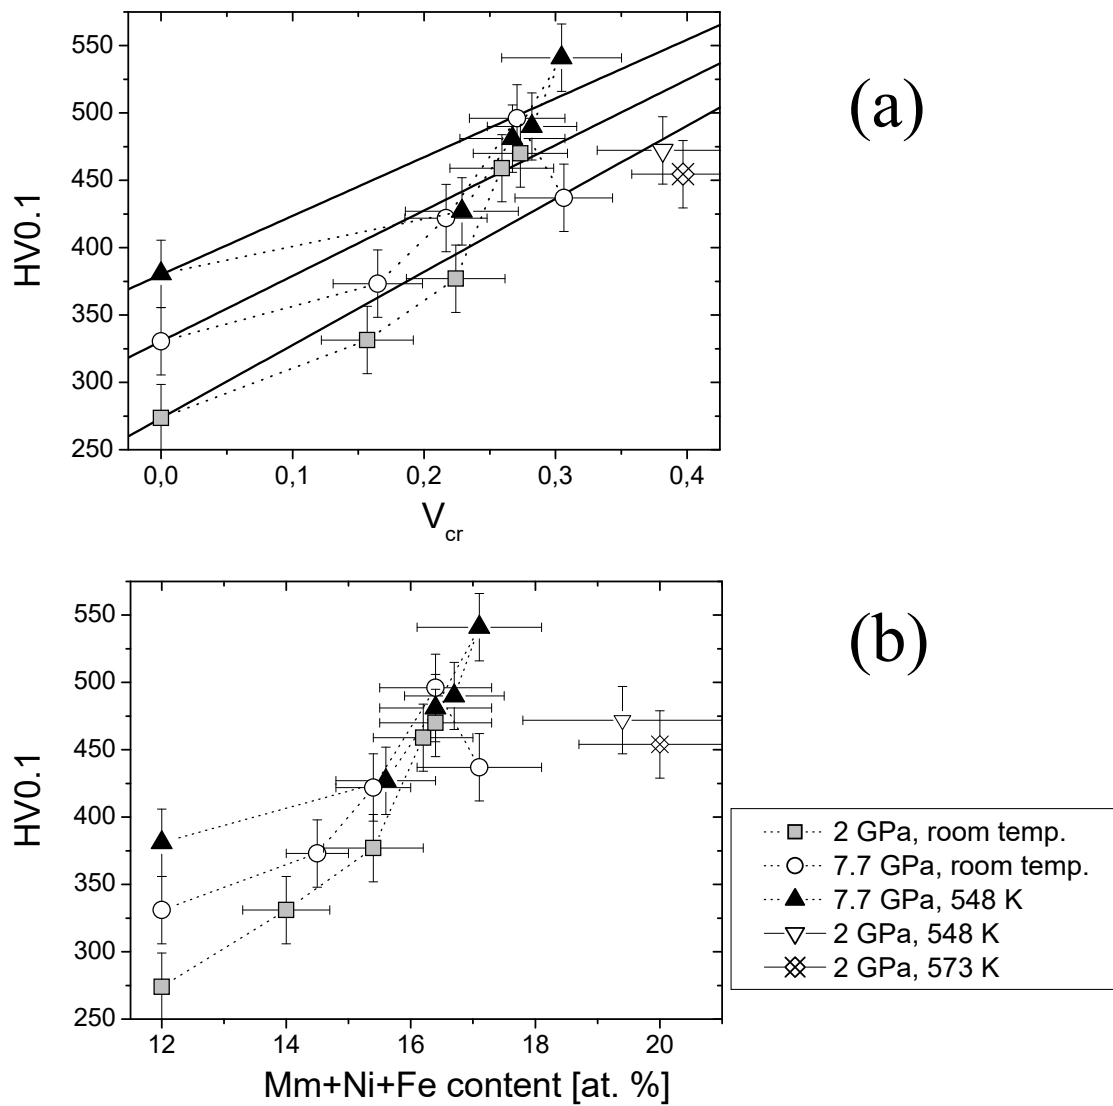 550
500
450
400
350
300
250
HV0.1
0,0 0,1 0,2 0,3 0,4
V_cr
(a)
550
500
450
400
350
300
250
HV0.1
12 14 16 18 20
Mm+Ni+Fe content [at. %]
(b)
2 GPa, room temp.
7.7 GPa, room temp.
7.7 GPa, 548 K
2 GPa, 548 K
2 GPa, 573 K